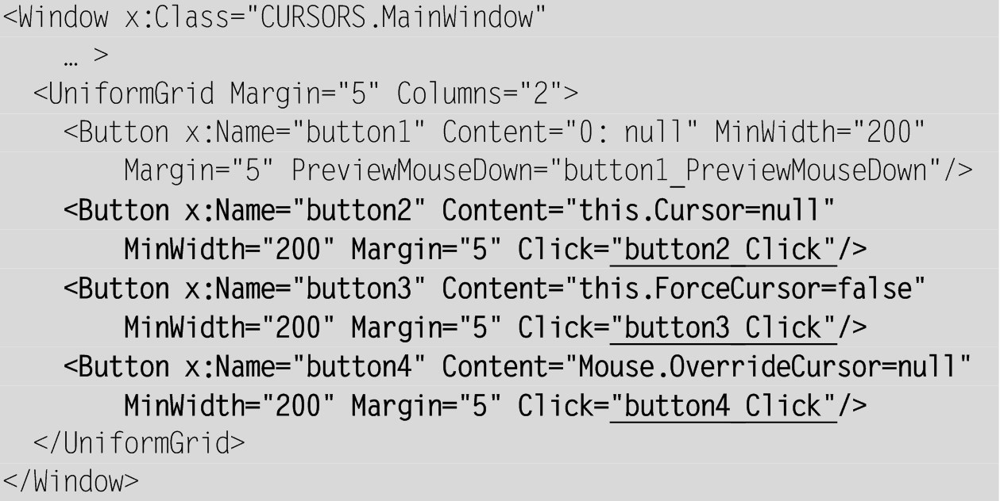 <Window x:Class="CURSORS.MainWindow"
… >
<UniformGrid Margin="5" Columns="2">
<Button x:Name="button1" Content="0: null" MinWidth="200"
Margin="5" PreviewMouseDown="button1_PreviewMouseDown"/>
<Button x:Name="button2" Content="this.Cursor=null"
MinWidth="200" Margin="5" Click="button2_Click"/>
<Button x:Name="button3" Content="this.ForceCursor=false"
MinWidth="200" Margin="5" Click="button3_Click"/>
<Button x:Name="button4" Content="Mouse.OverrideCursor=null"
MinWidth="200" Margin="5" Click="button4_Click"/>
</UniformGrid>
</Window>